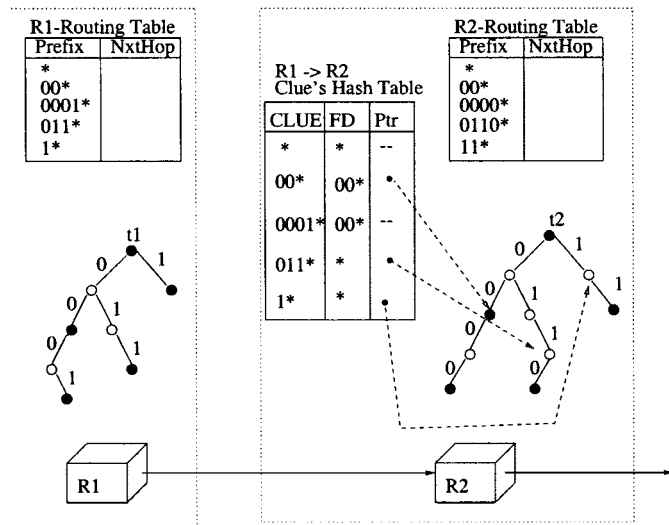 R1-Routing Table
Prefix NxtHop
*
00*
0001*
011*
1*
R1 -> R2
Clue's Hash Table
CLUE FD Ptr
* * --
00* 00*
0001* 00* --
011* *
1* *
R2-Routing Table
Prefix NxtHop
*
00*
0000*
0110*
11*
t1
0 1
0 1
0 1
1
t2
0 1
0 1 1
0 1
0 0
R1
R2